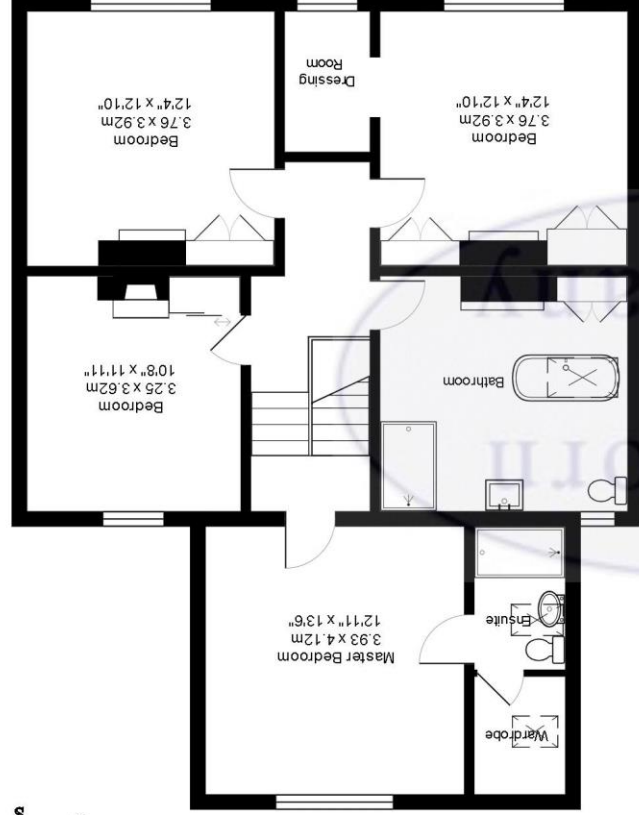 Wardrobe
Master Bedroom
3.93 x 4.12m
12'11" x 13'6"
Ensuite
Bathroom
Bedroom
3.25 x 3.62m
10'8" x 11'11"
Bedroom
3.76 x 3.92m
12'4" x 12'10"
Dressing
Room
Bedroom
3.76 x 3.92m
12'4" x 12'10"